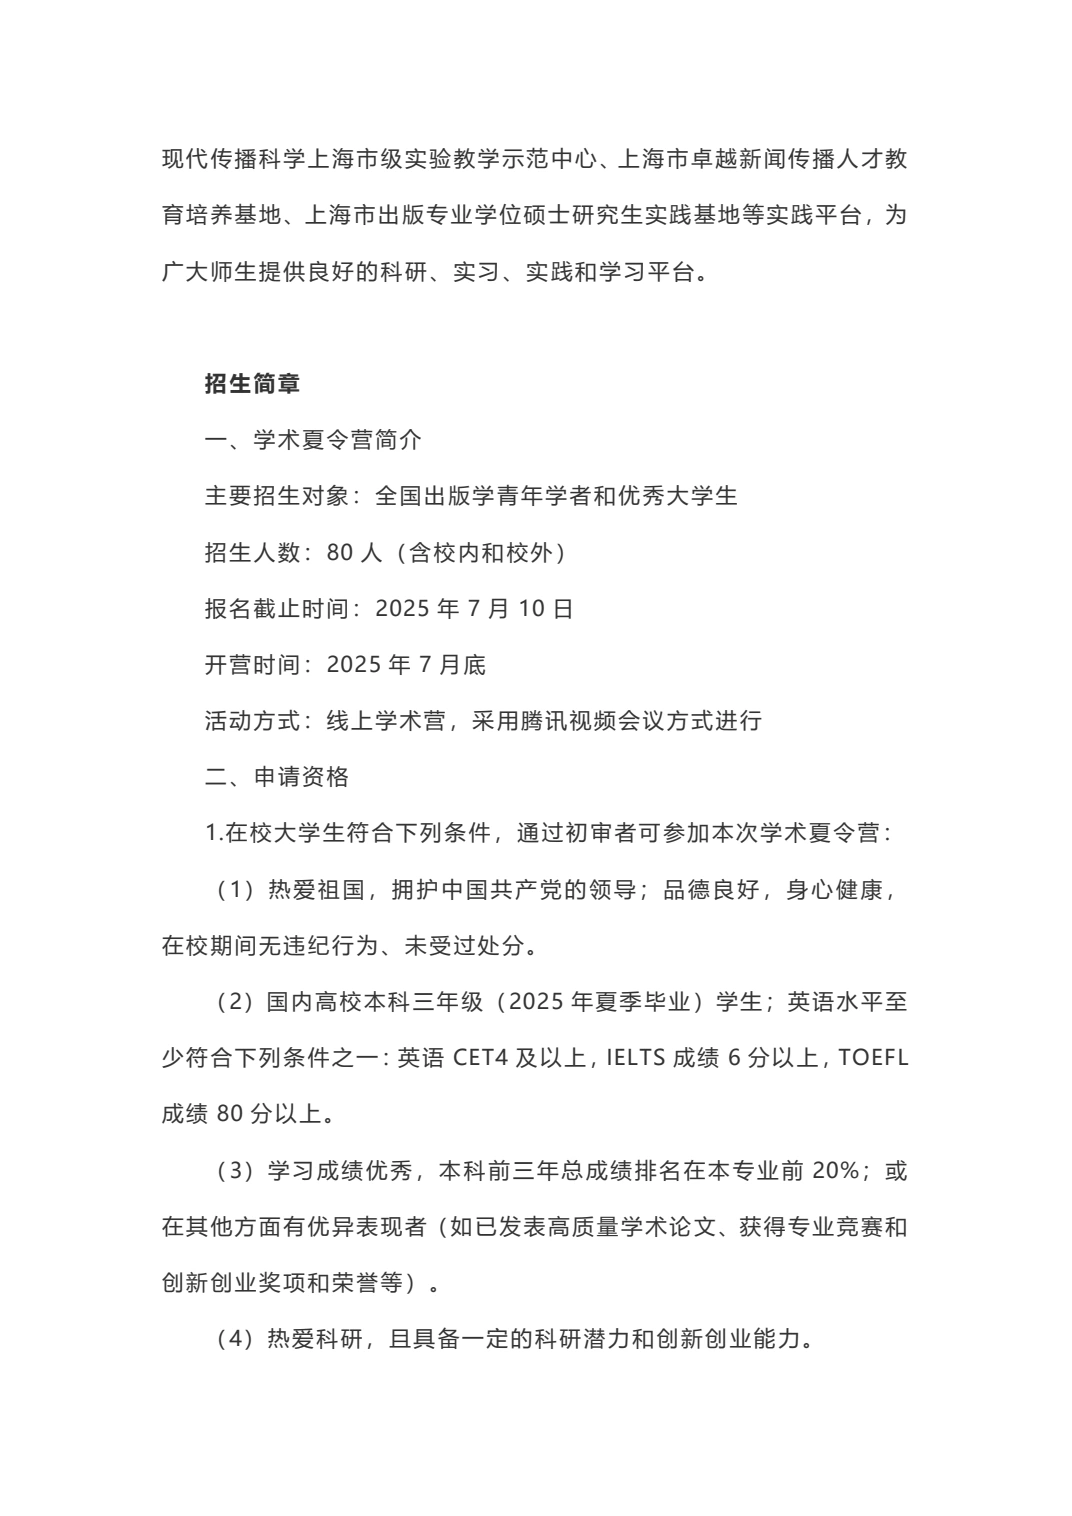 现代传播科学上海市级实验教学示范中心、上海市卓越新闻传播人才教
育培养基地、上海市出版专业学位硕士研究生实践基地等实践平台，为
广大师生提供良好的科研、实习、实践和学习平台。
招生简章
一、学术夏令营简介
主要招生对象：全国出版学青年学者和优秀大学生
招生人数：80 人（含校内和校外）
报名截止时间：2025 年 7 月 10 日
开营时间：2025 年 7 月底
活动方式：线上学术营，采用腾讯视频会议方式进行
二、申请资格
1.在校大学生符合下列条件，通过初审者可参加本次学术夏令营：
（1）热爱祖国，拥护中国共产党的领导；品德良好，身心健康，
在校期间无违纪行为、未受过处分。
（2）国内高校本科三年级（2025 年夏季毕业）学生；英语水平至
少符合下列条件之一：英语 CET4 及以上，IELTS 成绩 6 分以上，TOEFL
成绩 80 分以上。
（3）学习成绩优秀，本科前三年总成绩排名在本专业前 20%；或
在其他方面有优异表现者（如已发表高质量学术论文、获得专业竞赛和
创新创业奖项和荣誉等）。
（4）热爱科研，且具备一定的科研潜力和创新创业能力。